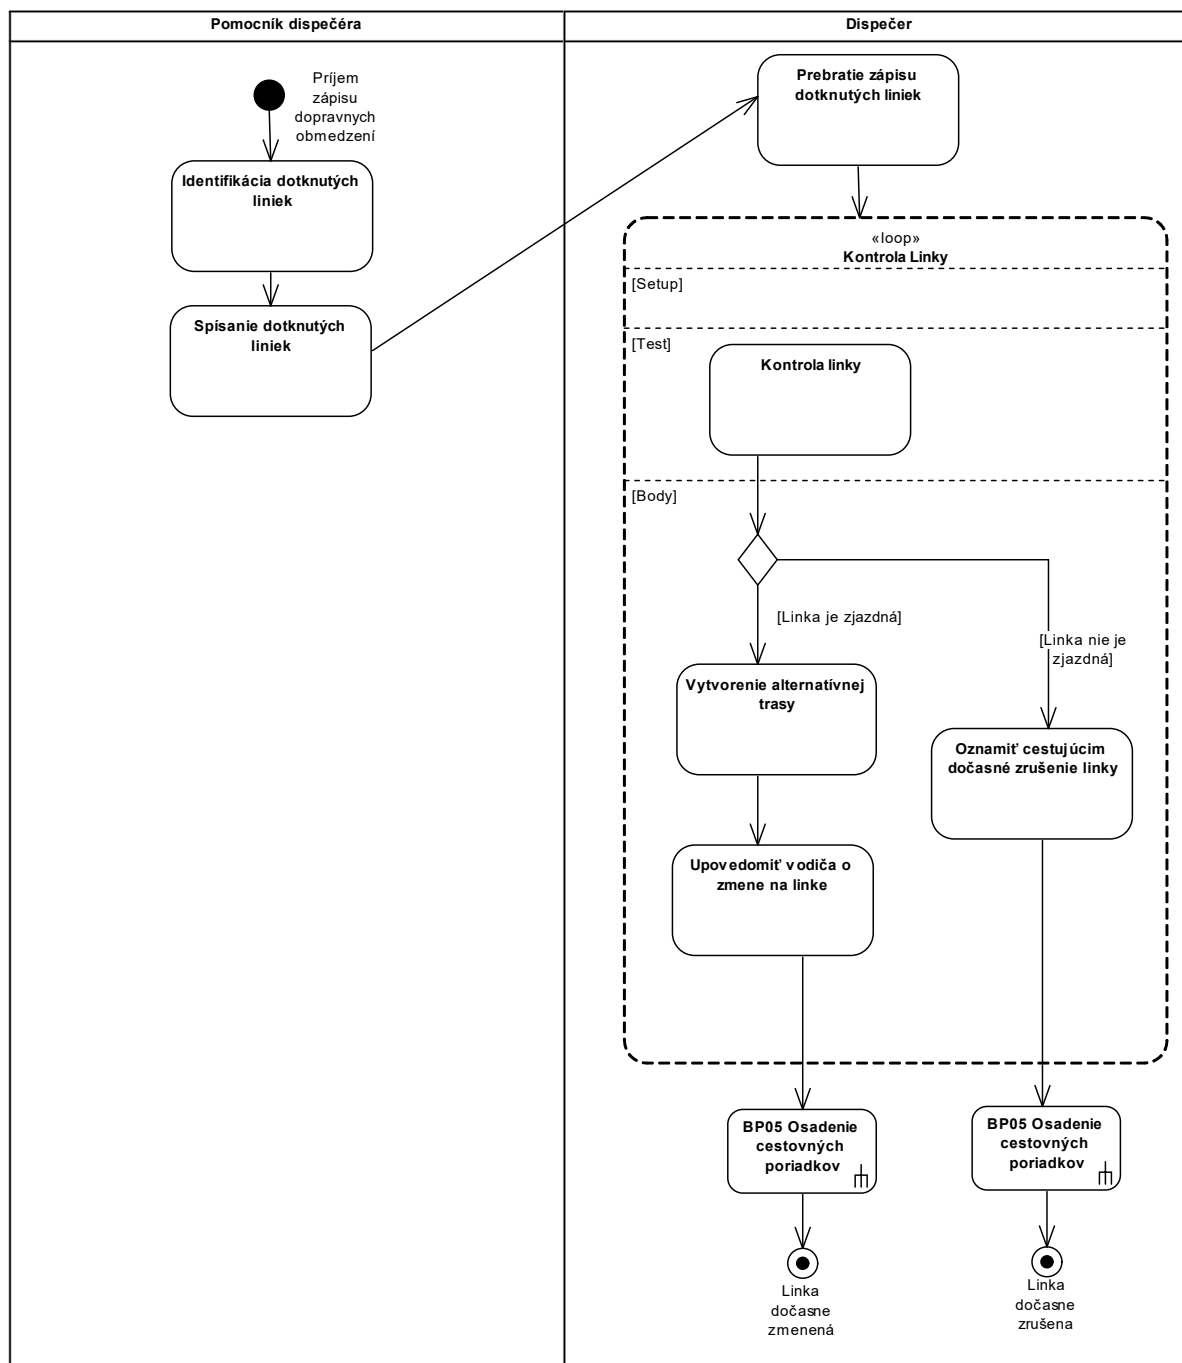 Pomocník dispečéra
Dispečer
Príjem
zápisu
dopravnych
obmedzení
Identifikácia dotknutých
liniek
Spísanie dotknutých
liniek
Prebratie zápisu
dotknutých liniek
«loop»
Kontrola Linky
[Setup]
[Test]
Kontrola linky
[Body]
[Linka je zjazdná]
[Linka nie je
zjazdná]
Vytvorenie alternatívnej
trasy
Oznamiť cestujúcim
dočasné zrušenie linky
Upovedomiť vodiča o
zmene na linke
BP05 Osadenie
cestovných
poriadkov
BP05 Osadenie
cestovných
poriadkov
Linka
dočasne
zmenená
Linka
dočasne
zrušena